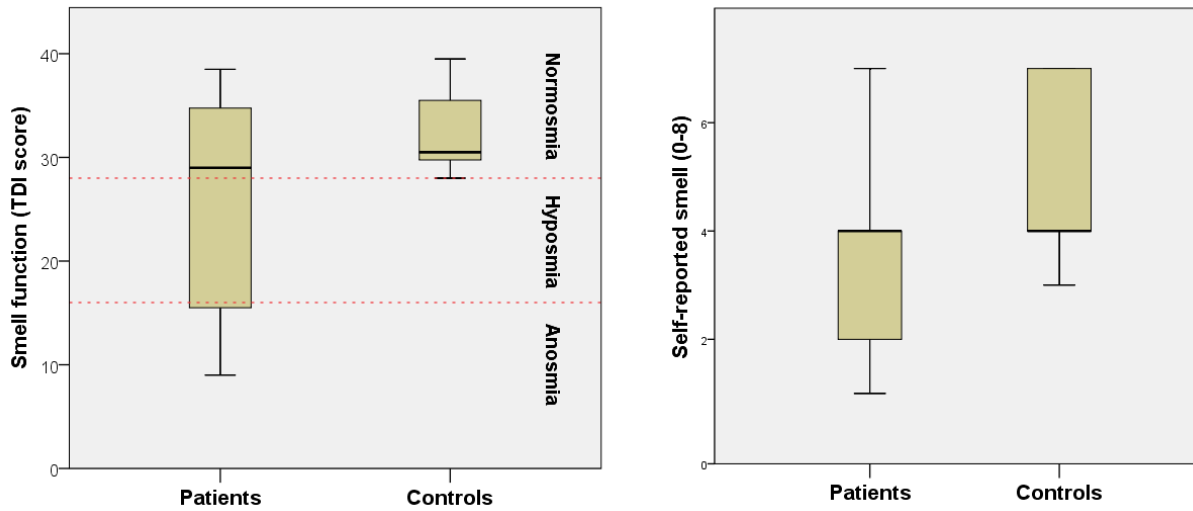 Smell function (TDI score)
40
30
20
10
0
Normosmia
Hyposmia
Anosmia
Patients
Controls
Self-reported smell (0-8)
6
4
2
0
Patients
Controls